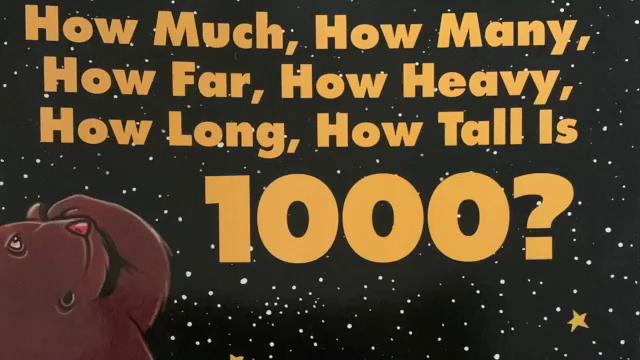 How Much, How Many,
How Far, How Heavy,
How Long, How Tall Is
1000?